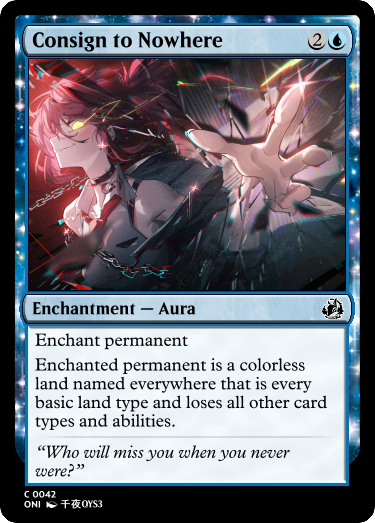 Consign to Nowhere 2
Enchantment — Aura
Enchant permanent
Enchanted permanent is a colorless
land named everywhere that is every
basic land type and loses all other card
types and abilities.
“Who will miss you when you never
were?”
C 0042
ONI 千夜OYS3